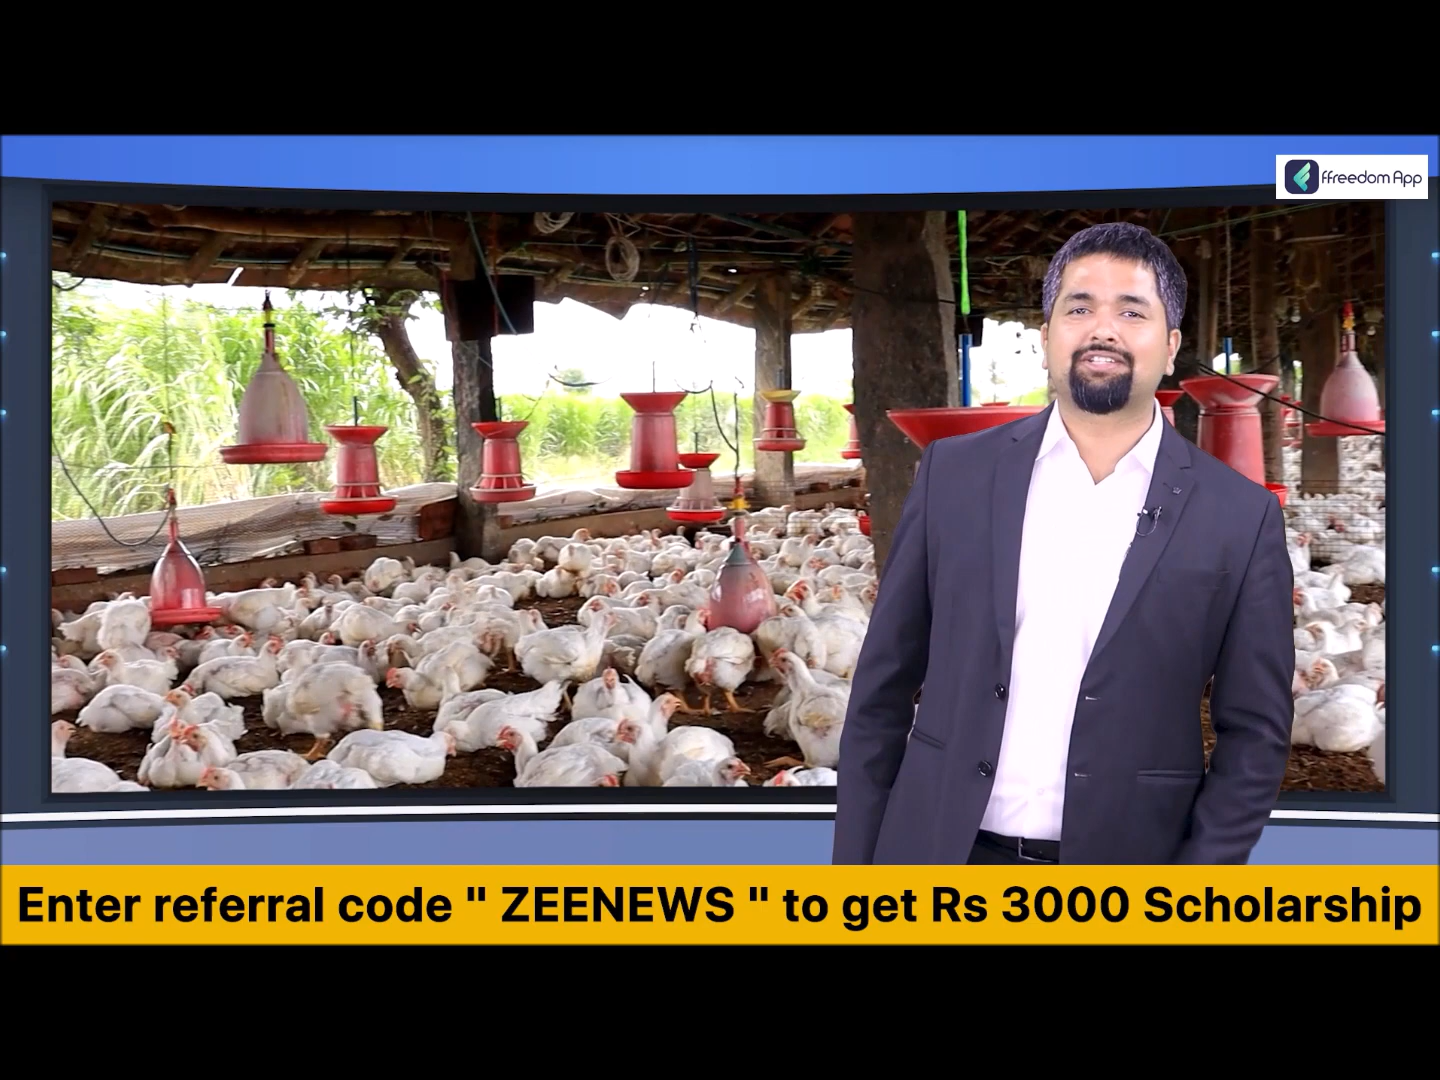 ffreedom App
Enter referral code " ZEENEWS " to get Rs 3000 Scholarship